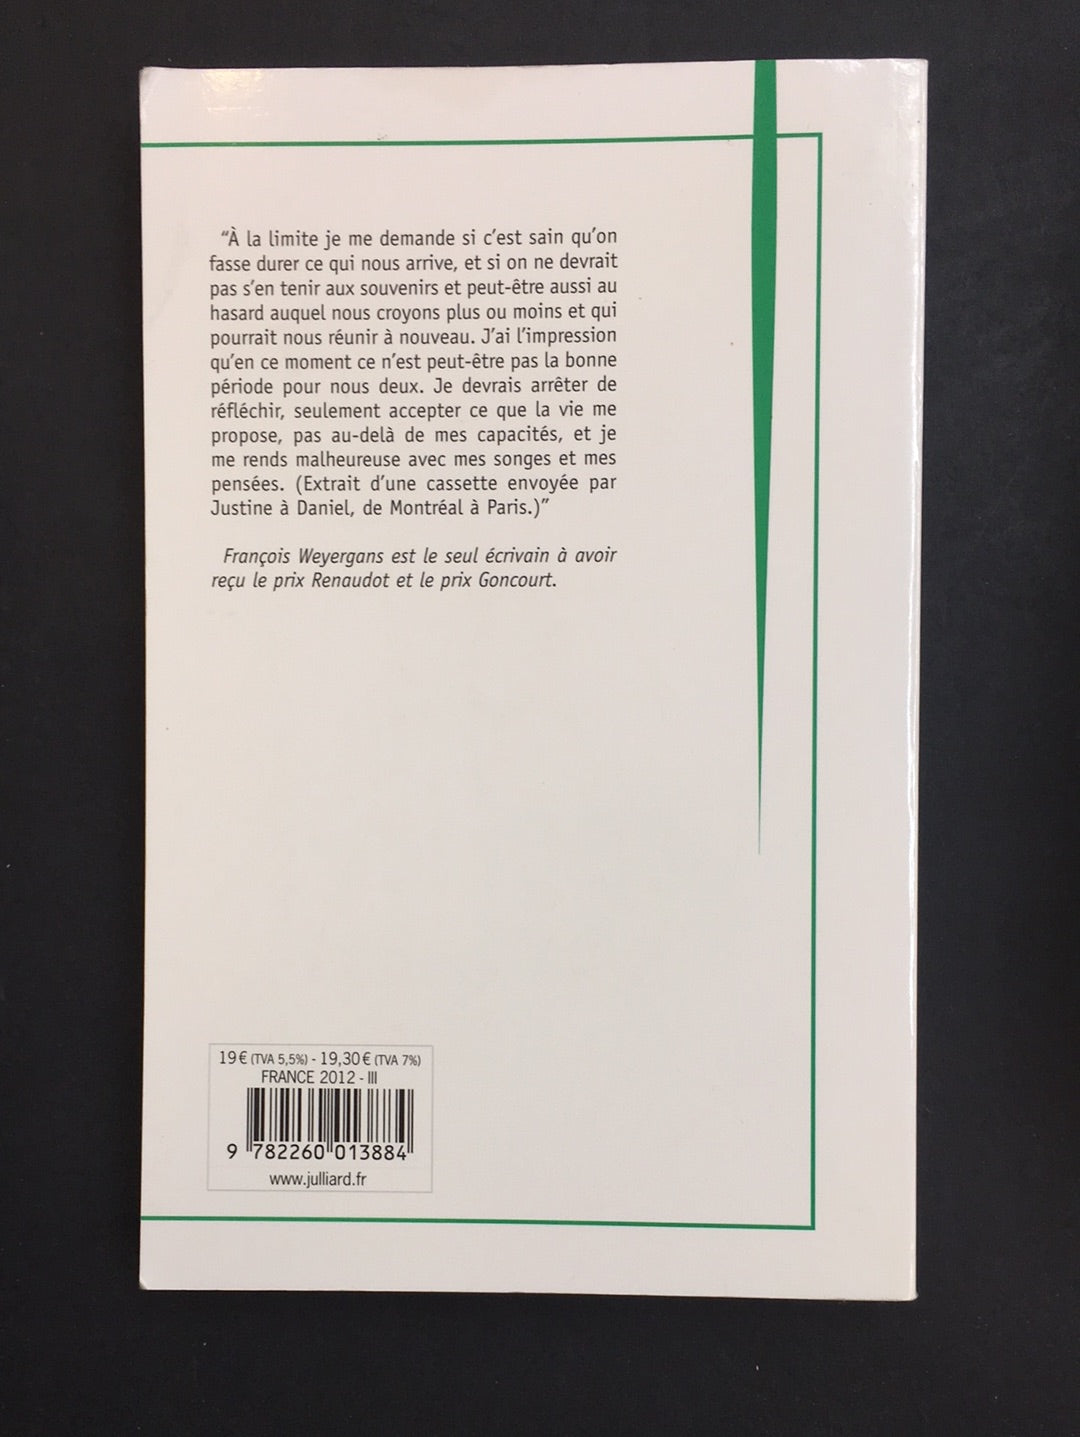 “À la limite je me demande si c’est sain qu’on
fasse durer ce qui nous arrive, et si on ne devrait
pas s’en tenir aux souvenirs et peut-être aussi au
hasard auquel nous croyons plus ou moins et qui
pourrait nous réunir à nouveau. J’ai l’impression
qu’en ce moment ce n’est peut-être pas la bonne
période pour nous deux. Je devrais arrêter de
réfléchir, seulement accepter ce que la vie me
propose, pas au-delà de mes capacités, et je
me rends malheureuse avec mes songes et mes
pensées. (Extrait d’une cassette envoyée par
Justine à Daniel, de Montréal à Paris.)”
François Weyergans est le seul écrivain à avoir
reçu le prix Renaudot et le prix Goncourt.
19 € (TVA 5,5%) - 19,30 € (TVA 7%)
FRANCE 2012 - III
9 782260 013884
www.julliard.fr